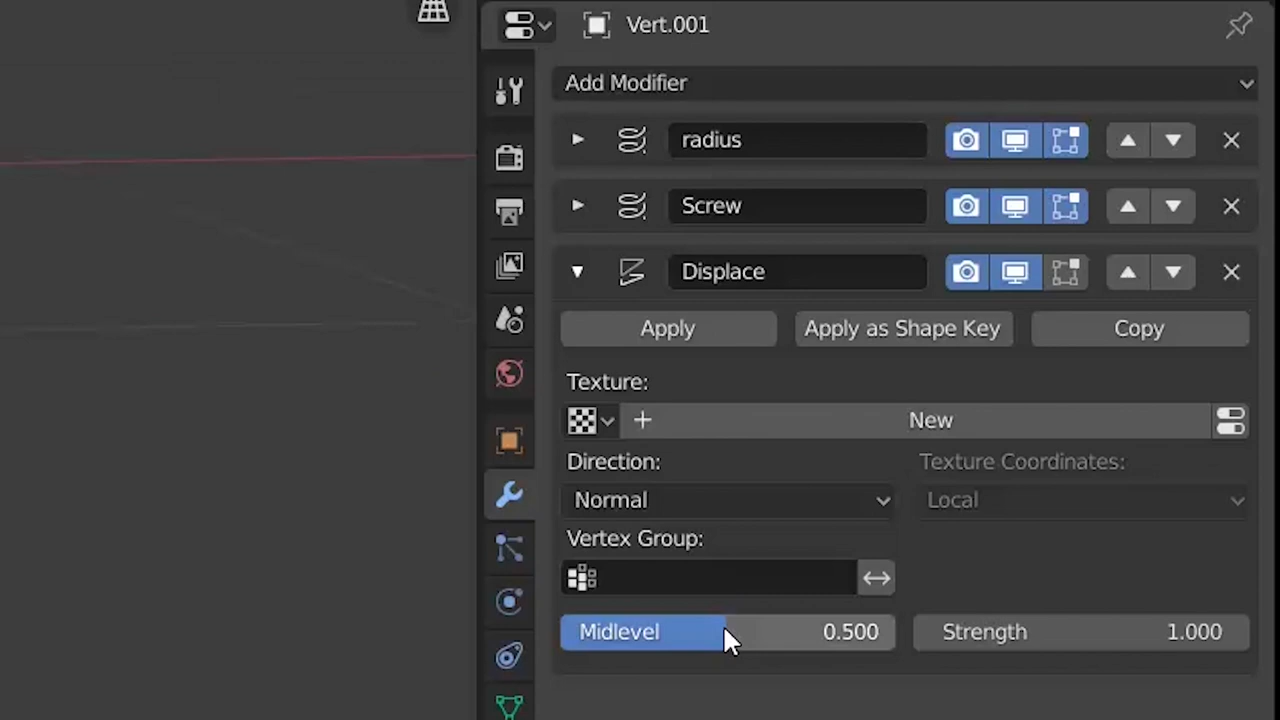 Vert.001
Add Modifier
radius
Screw
Displace
Apply Apply as Shape Key Copy
Texture:
New
Direction: Texture Coordinates:
Normal Local
Vertex Group:
Midlevel 0.500 Strength 1.000